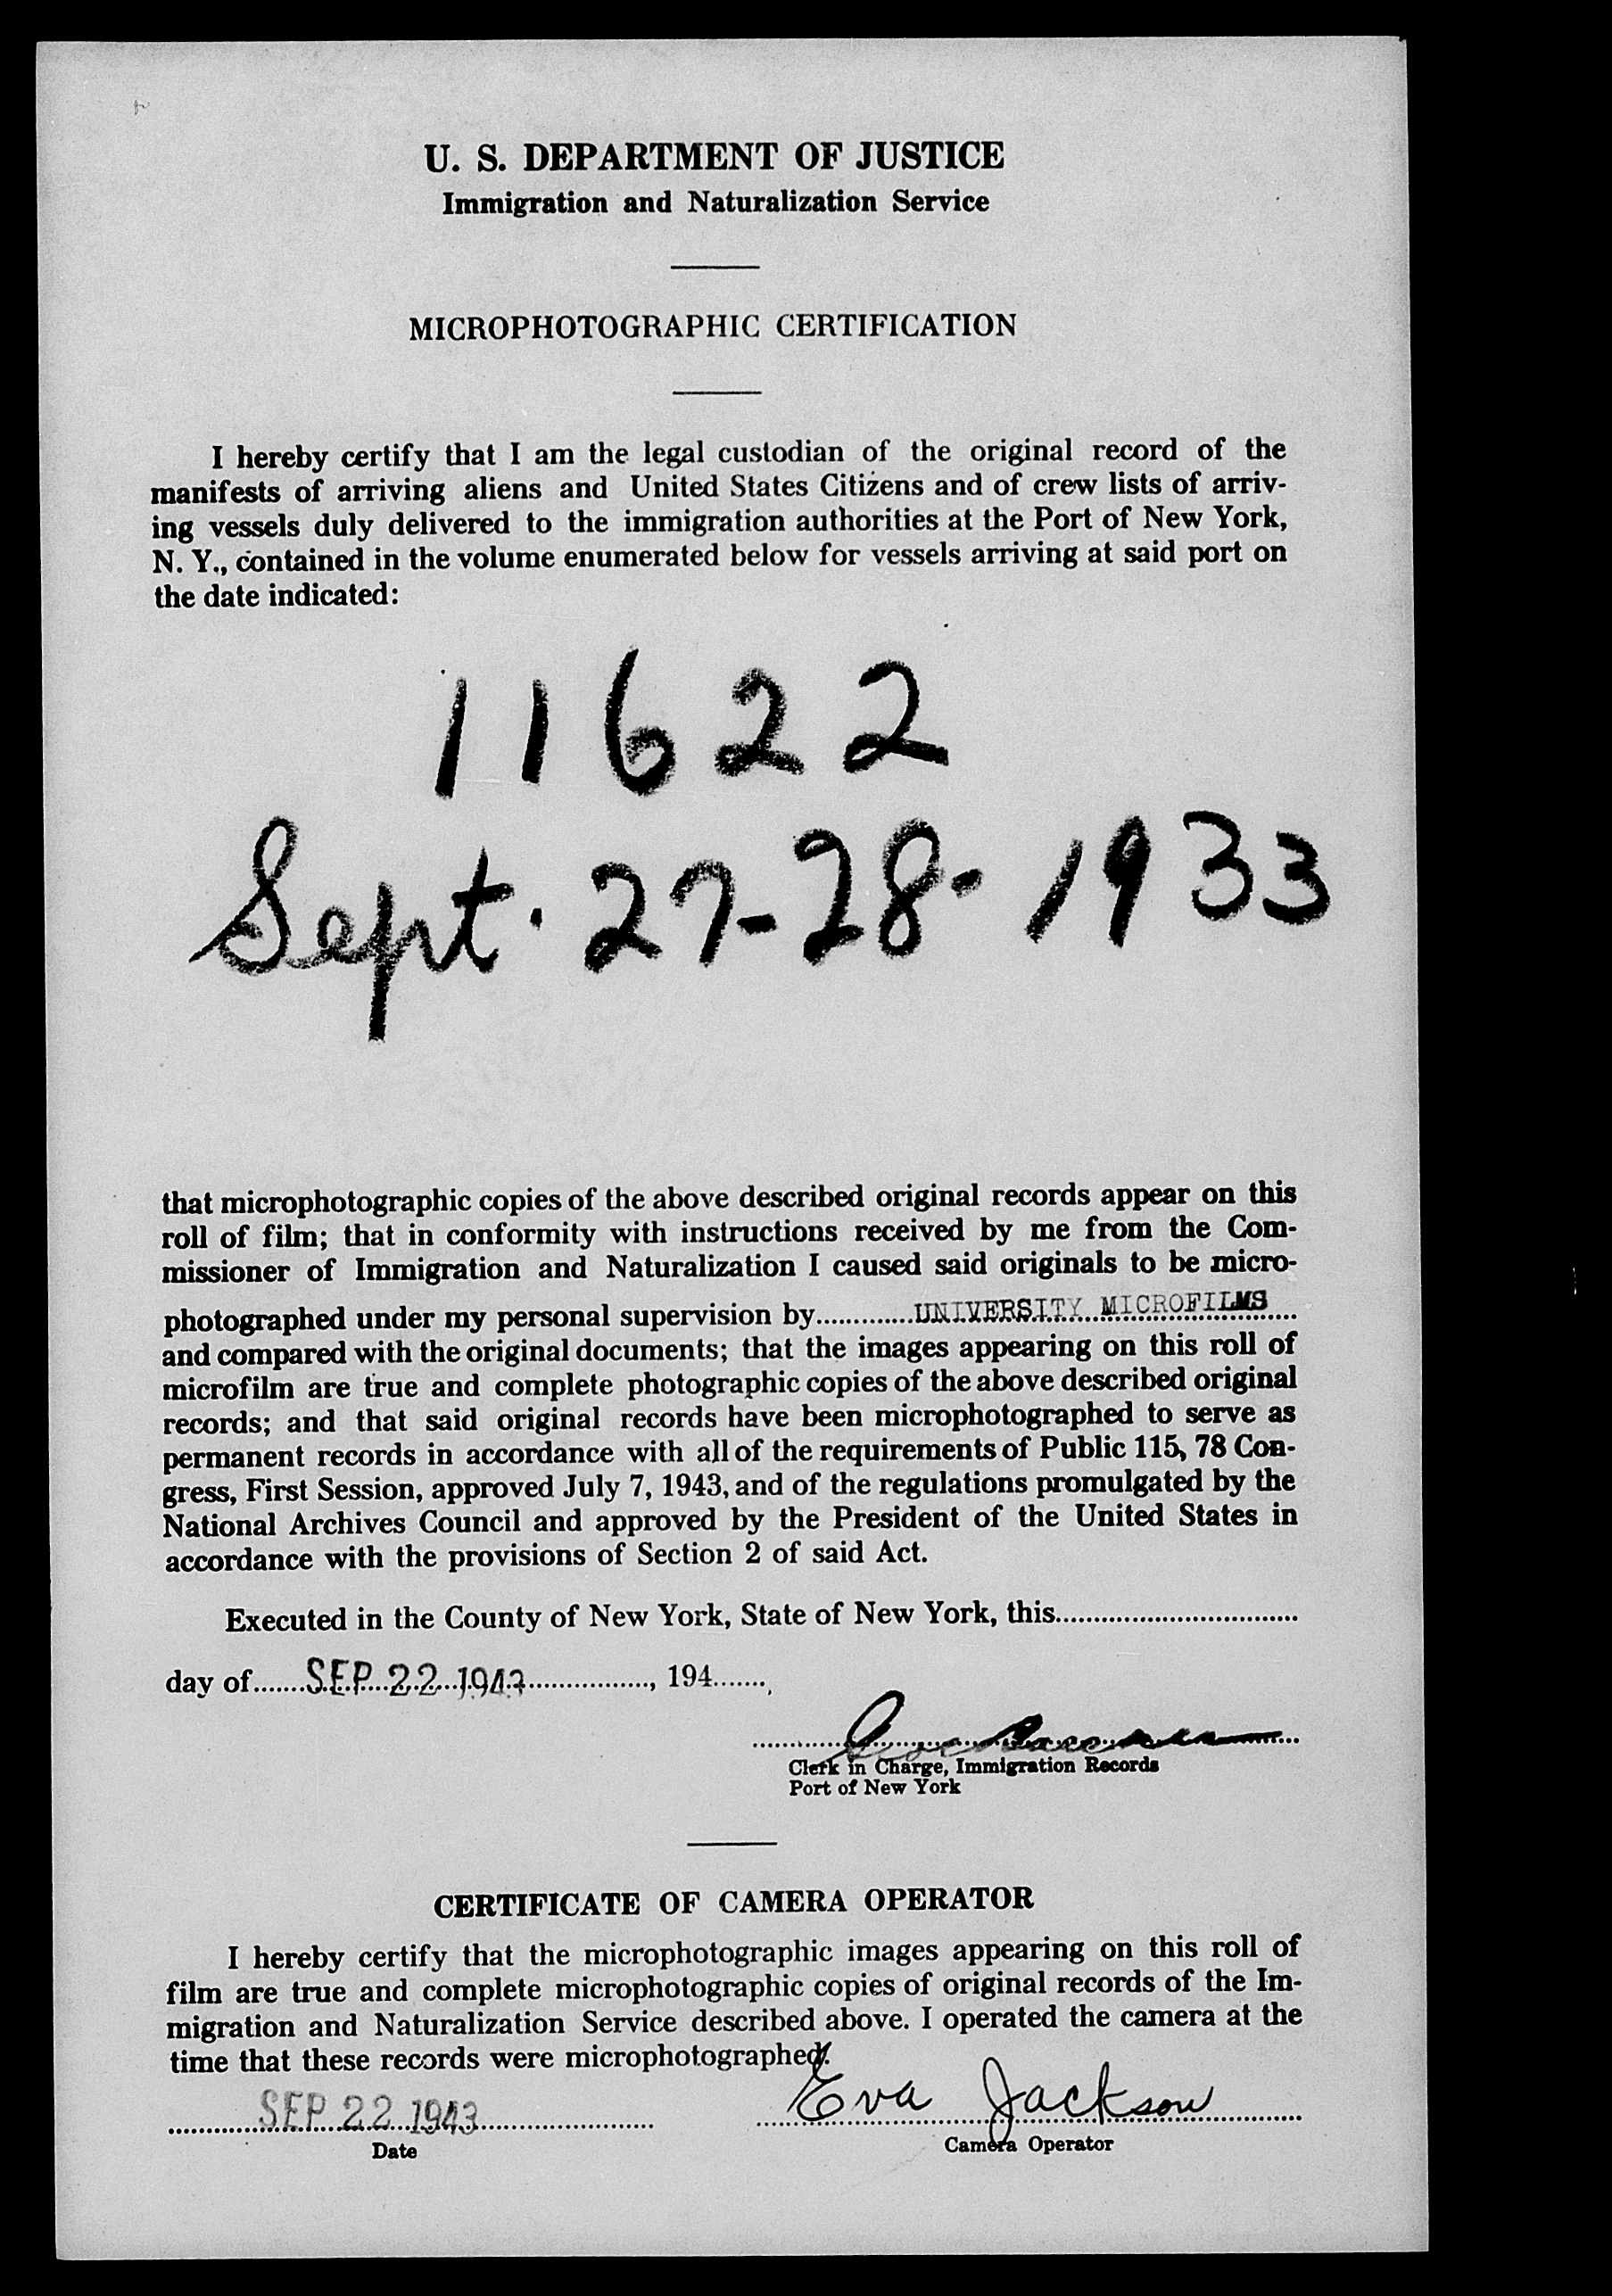 U. S. DEPARTMENT OF JUSTICE
Immigration and Naturalization Service
MICROPHOTOGRAPHIC CERTIFICATION
I hereby certify that I am the legal custodian of the original record of the
manifests of arriving aliens and United States Citizens and of crew lists of arriv-
ing vessels duly delivered to the immigration authorities at the Port of New York,
N. Y., contained in the volume enumerated below for vessels arriving at said port on
the date indicated:
11622
Sept. 27-28-1933
that microphotographic copies of the above described original records appear on this
roll of film; that in conformity with instructions received by me from the Com-
missioner of Immigration and Naturalization I caused said originals to be micro-
photographed under my personal supervision by.............UNIVERSITY MICROFILMS....
and compared with the original documents; that the images appearing on this roll of
microfilm are true and complete photographic copies of the above described original
records; and that said original records have been microphotographed to serve as
permanent records in accordance with all of the requirements of Public 115, 78 Con-
gress, First Session, approved July 7, 1943, and of the regulations promulgated by the
National Archives Council and approved by the President of the United States in
accordance with the provisions of Section 2 of said Act.
Executed in the County of New York, State of New York, this................................
day of.......SEP 22 1943................, 194.......
Clerk in Charge, Immigration Records
Port of New York
CERTIFICATE OF CAMERA OPERATOR
I hereby certify that the microphotographic images appearing on this roll of
film are true and complete microphotographic copies of original records of the Im-
migration and Naturalization Service described above. I operated the camera at the
time that these records were microphotographed.
SEP 22 1943 Eva Jackson
Date Camera Operator